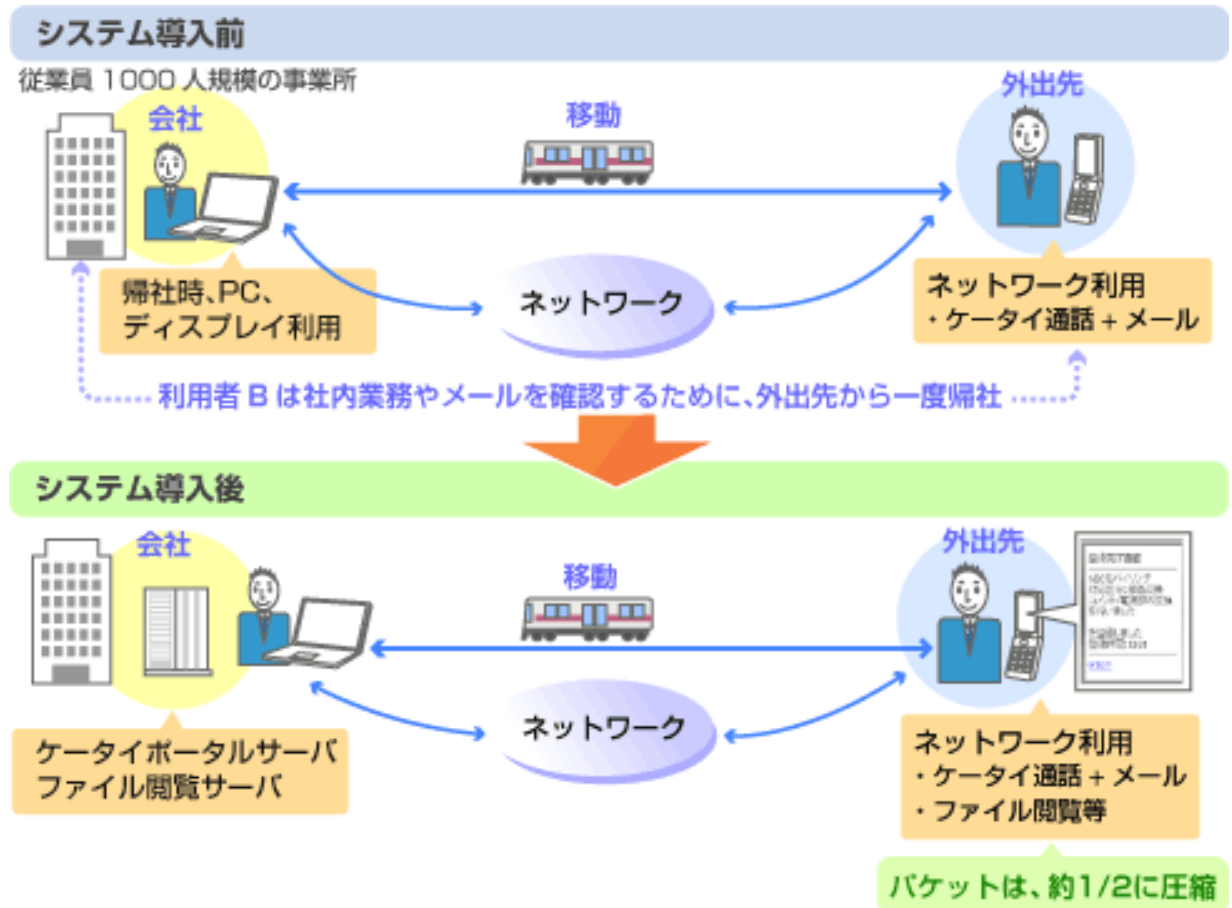 システム導入前
従業員 1000 人規模の事業所
会社
移動
外出先
帰社時、PC、
ディスプレイ利用
ネットワーク
ネットワーク利用
・ケータイ通話 + メール
利用者 B は社内業務やメールを確認するために、外出先から一度帰社
システム導入後
会社
移動
外出先
ネットワーク
ケータイポータルサーバ
ファイル閲覧サーバ
ネットワーク利用
・ケータイ通話 + メール
・ファイル閲覧等
パケットは、約1/2に圧縮